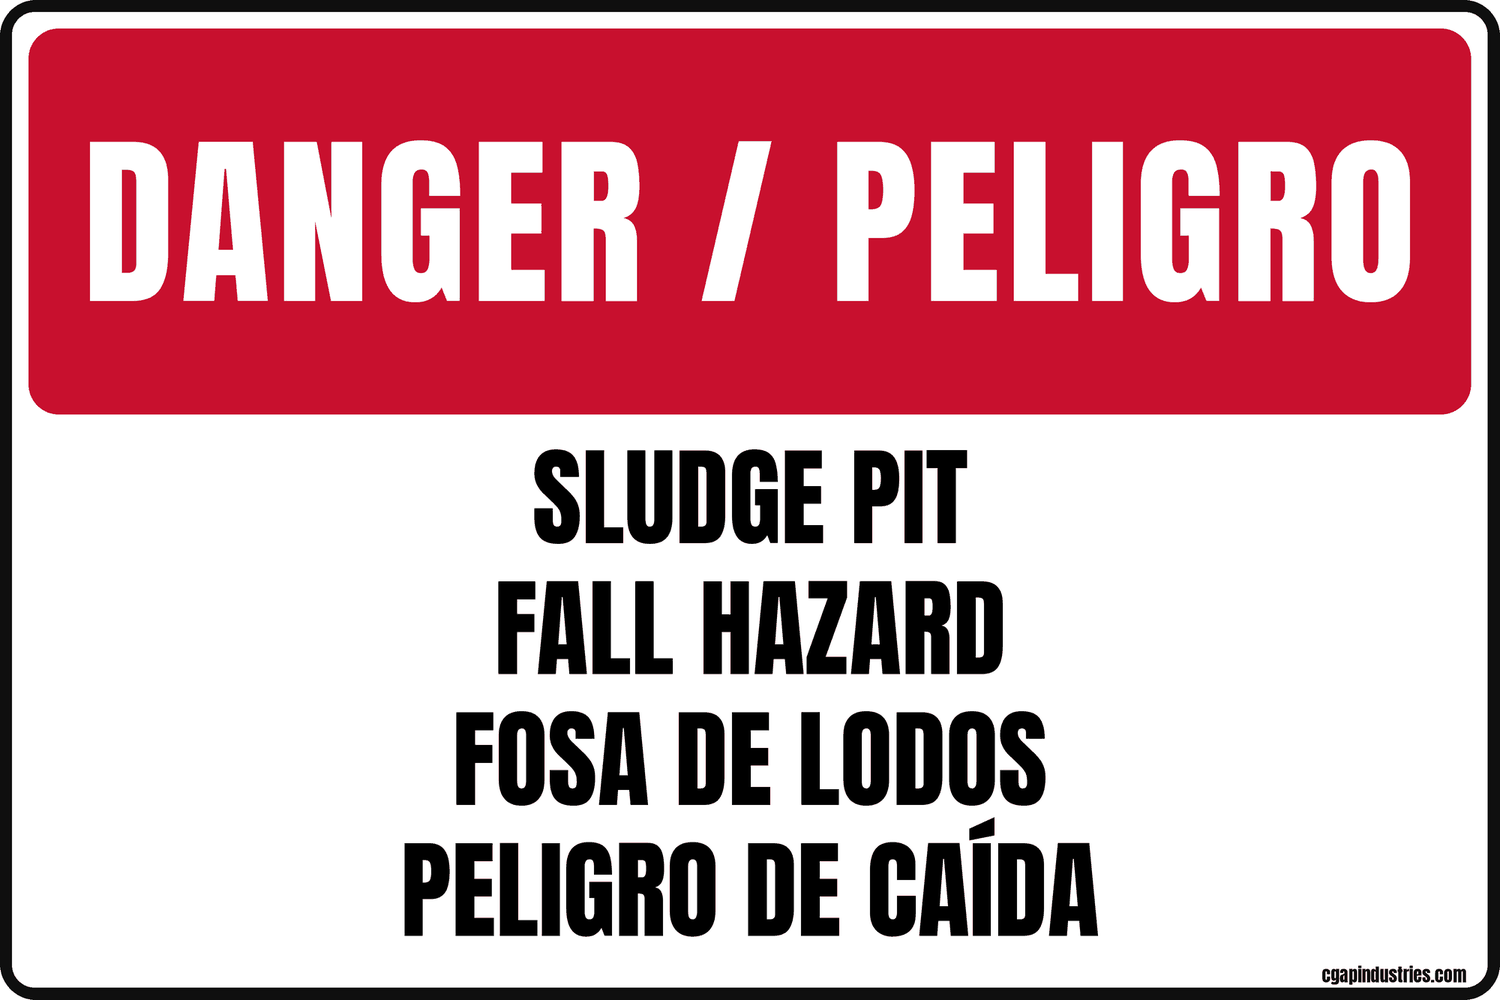 DANGER / PELIGRO
SLUDGE PIT
FALL HAZARD
FOSA DE LODOS
PELIGRO DE CAÍDA
cgapindustries.com